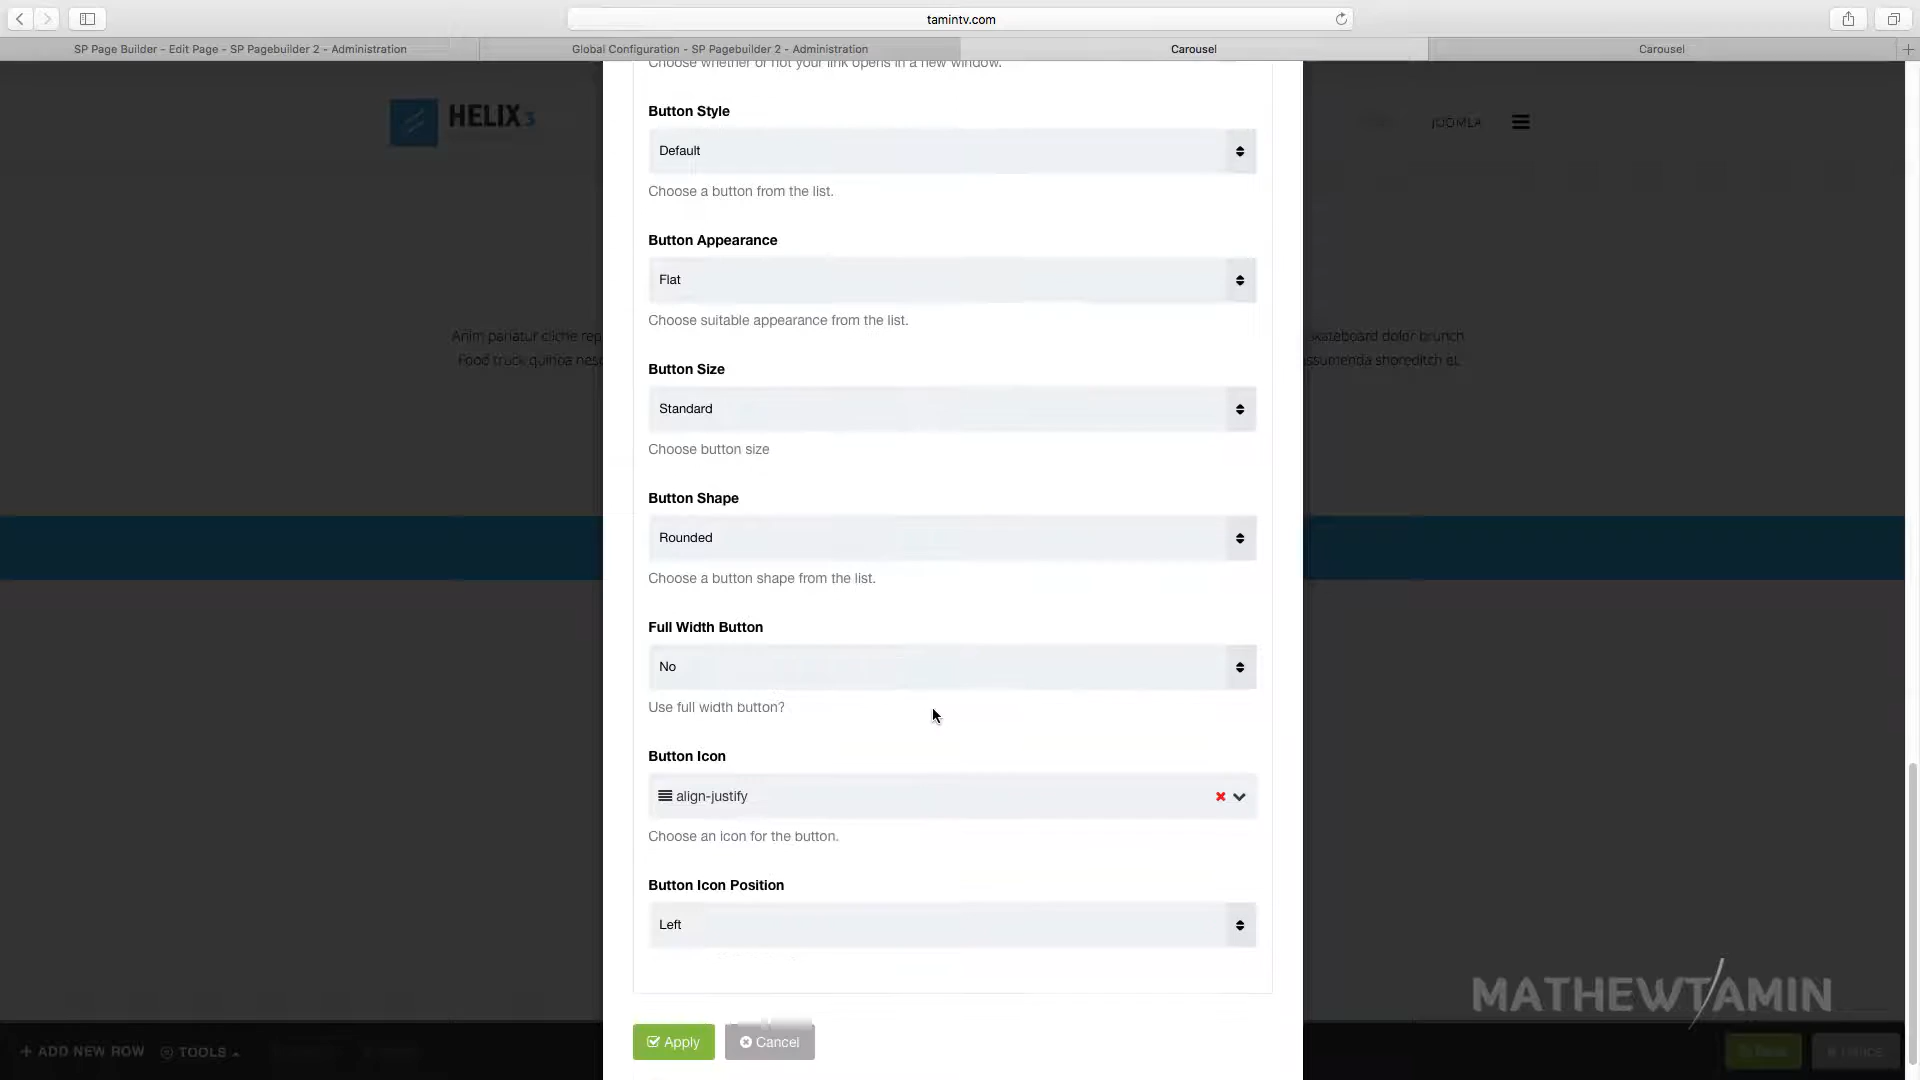 tamintv.com
SP Page Builder - Edit Page - SP Pagebuilder 2 - Administration
Global Configuration - SP Pagebuilder 2 - Administration
Carousel
Carousel
Choose whether or not your link opens in a new window.
HELIX3
JOOMLA
Button Style
Default
Choose a button from the list.
Button Appearance
Flat
Choose suitable appearance from the list.
Anim pariatur cliche rep
skateboard dolor brunch
Food truck quinoa nesc
ssumenda shoreditch et.
Button Size
Standard
Choose button size
Button Shape
Rounded
Choose a button shape from the list.
Full Width Button
No
Use full width button?
Button Icon
align-justify
Choose an icon for the button.
Button Icon Position
Left
MATHEWTAMIN
Apply
Cancel
+ ADD NEW ROW
TOOLS